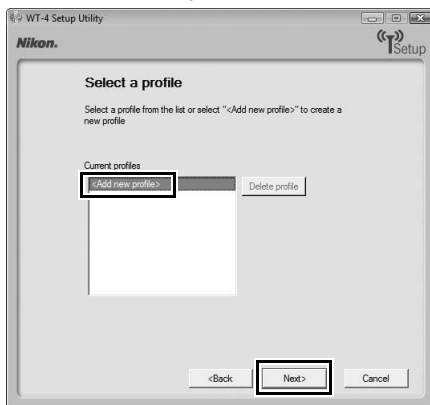 WT-4 Setup Utility
Nikon.
((T)) Setup
Select a profile
Select a profile from the list or select "<Add new profile>" to create a
new profile
Current profiles
<Add new profile>
Delete profile
<Back
Next>
Cancel